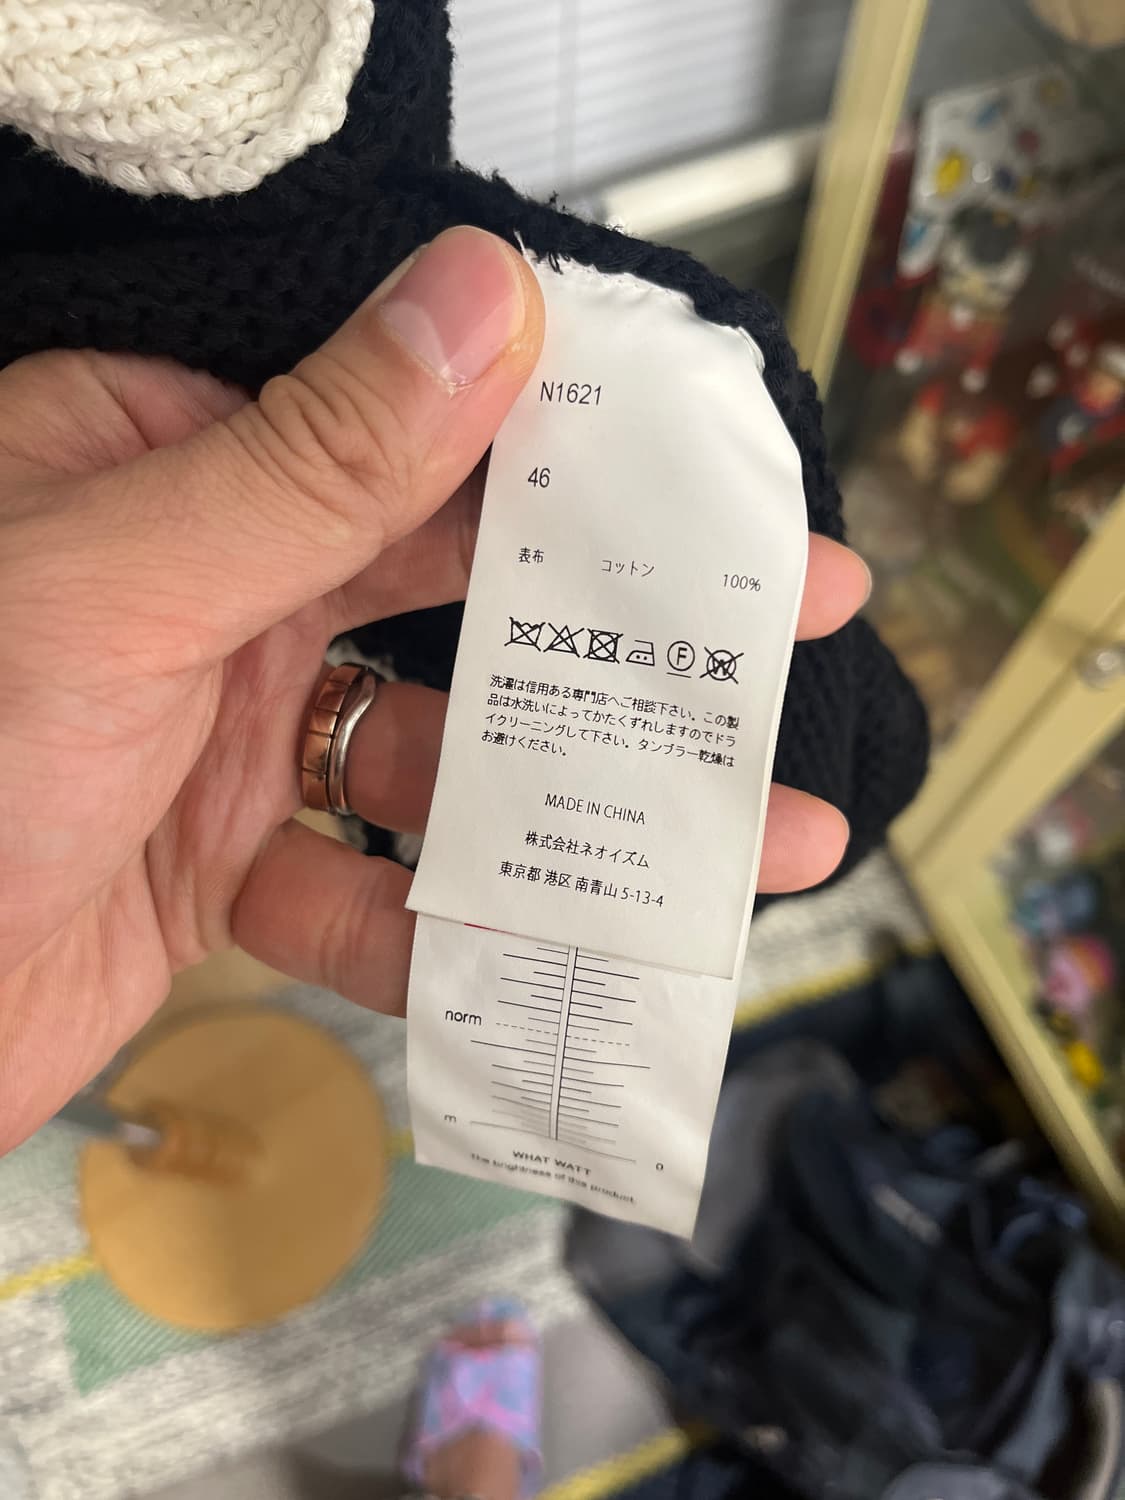 N1621
46
表布 コットン 100%
F W
洗濯は信用ある専門店へご相談下さい。この製
品は水洗いによってかたくずれしますのでドラ
イクリーニングして下さい。タンブラー乾燥は
お避けください。
MADE IN CHINA
株式会社ネオイズム
東京都 港区 南青山 5-13-4
norm
m
g
WHAT WATT
The brightness of this product.